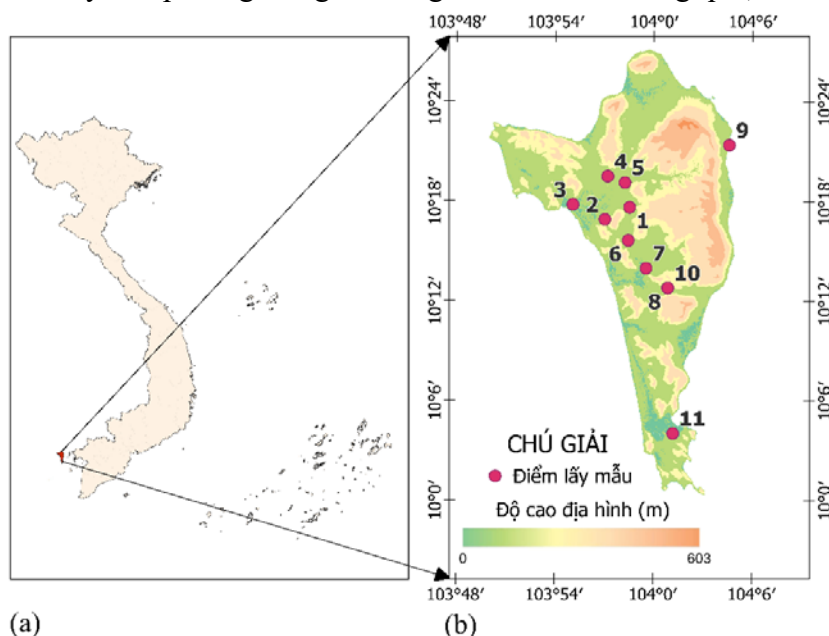 103°48′ 103°54′ 104°0′ 104°6′
10°24′ 10°24′
9
4
5
3
10°18′ 10°18′
2
1
6
7
10
10°12′ 10°12′
8
10°6′ 10°6′
11
CHÚ GIẢI
Điểm lấy mẫu
Độ cao địa hình (m)
10°0′ 10°0′
0 603
103°48′ 103°54′ 104°0′ 104°6′
(a) (b)